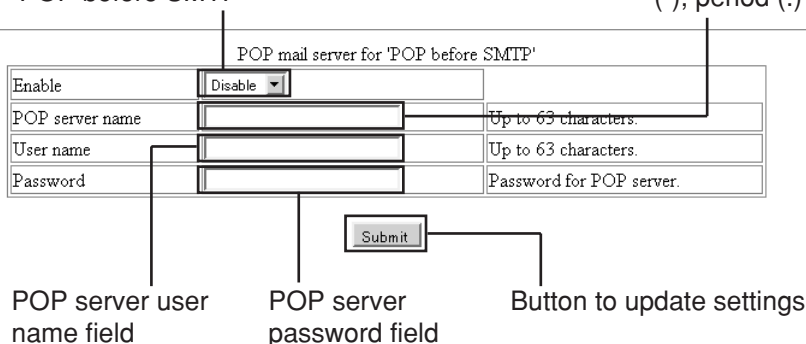 POP mail server for 'POP before SMTP'
Enable Disable
POP server name Up to 63 characters.
User name Up to 63 characters.
Password Password for POP server.
Submit
POP server user name field
POP server password field
Button to update settings